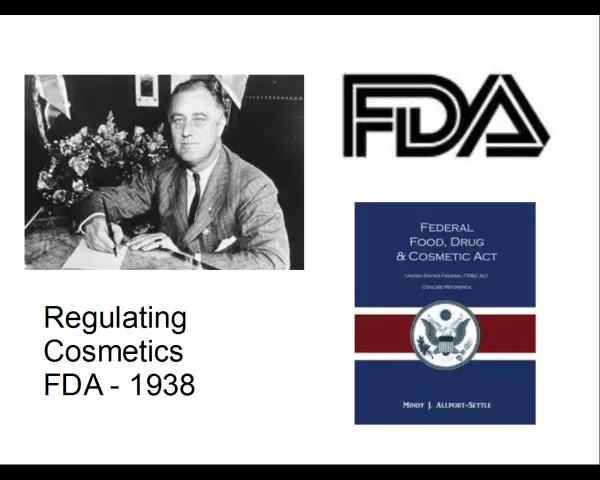 FDA
FEDERAL
FOOD, DRUG
& COSMETIC ACT
UNITED STATES FEDERAL FD&C ACT
CONCISE REFERENCE
MINDY J. ALLPORT-SETTLE
Regulating
Cosmetics
FDA - 1938